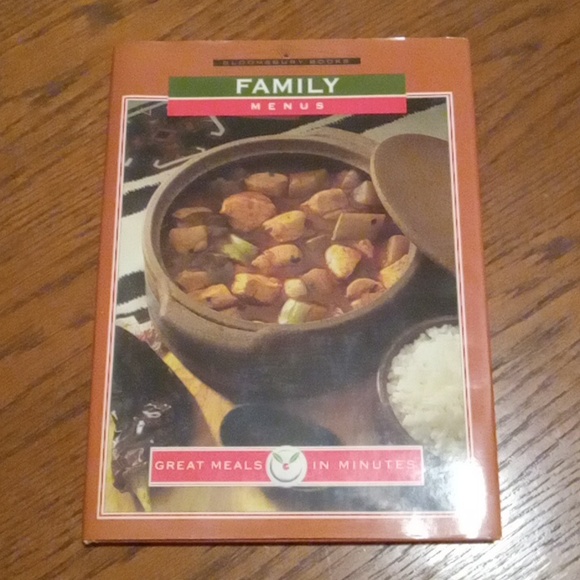 BLOOMSBURY BOOKS
FAMILY
MENUS
GREAT MEALS IN MINUTES